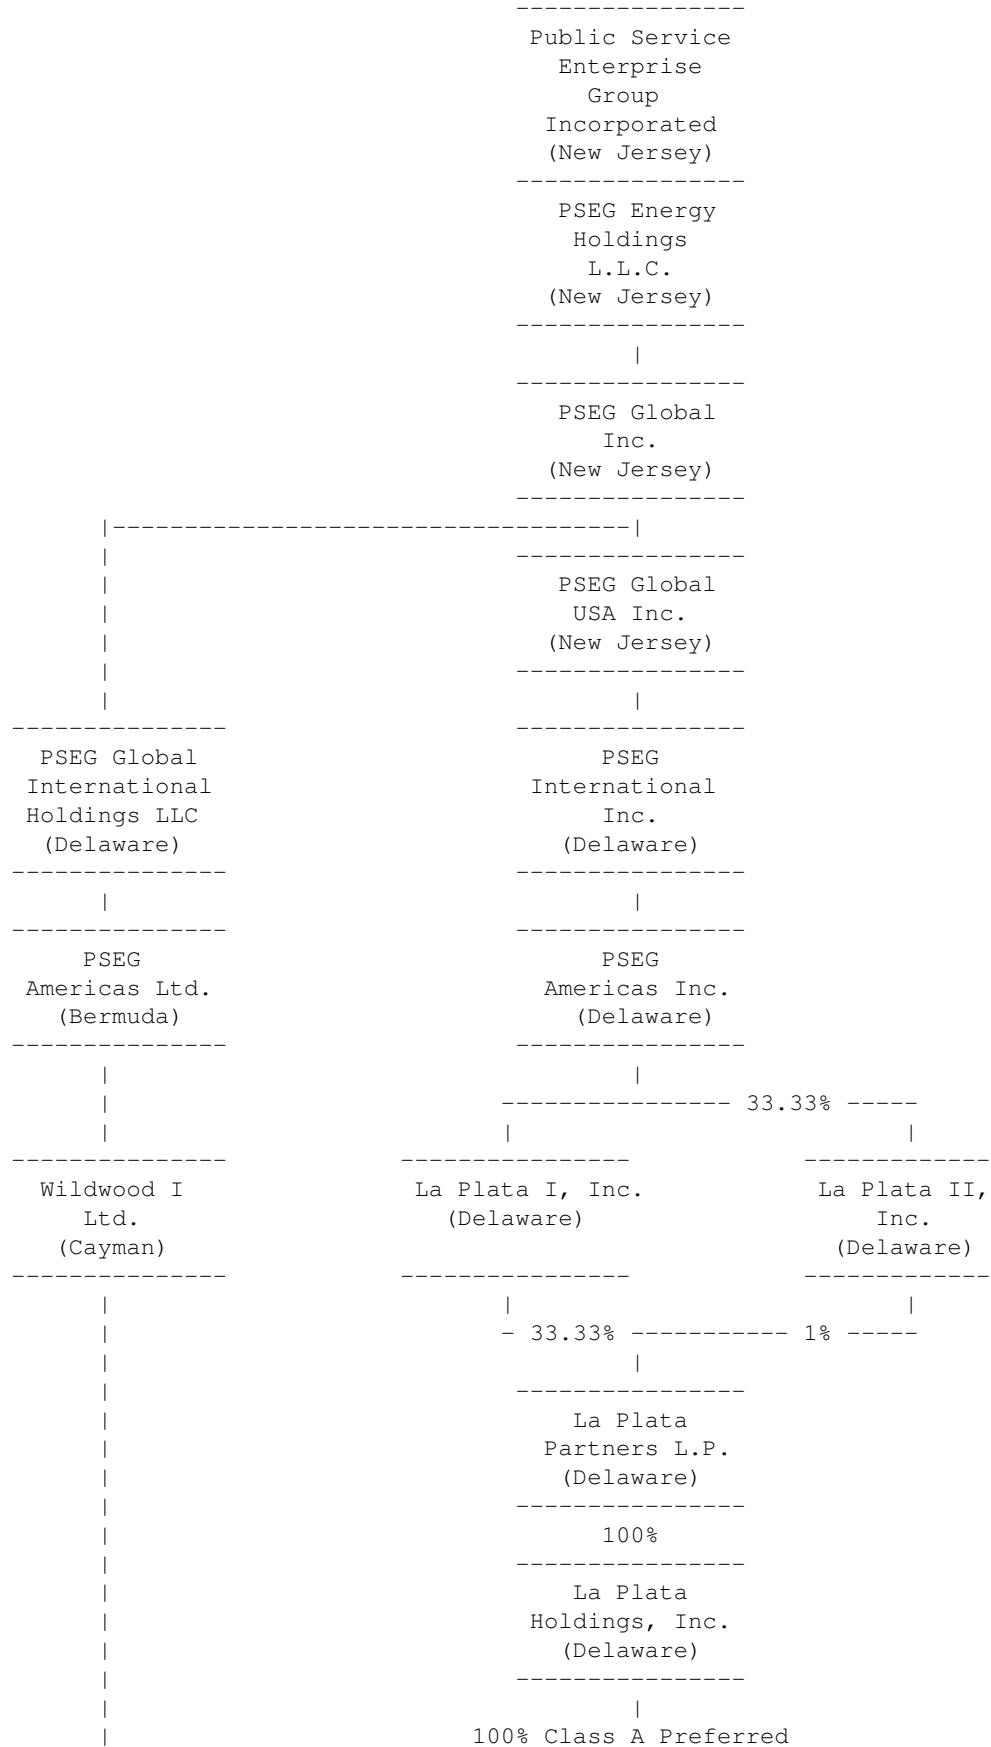 ----------------
Public Service
Enterprise
Group
Incorporated
(New Jersey)
----------------
PSEG Energy
Holdings
L.L.C.
(New Jersey)
----------------
|
----------------
PSEG Global
Inc.
(New Jersey)
----------------
|------------------------------------|
| ----------------
| PSEG Global
| USA Inc.
| (New Jersey)
| ----------------
| |
--------------- ----------------
PSEG Global PSEG
International International
Holdings LLC Inc.
(Delaware) (Delaware)
--------------- ----------------
| |
--------------- ----------------
PSEG PSEG
Americas Ltd. Americas Inc.
(Bermuda) (Delaware)
--------------- ----------------
| |
| ---------------- 33.33% -----
| | |
--------------- ---------------- -------------
Wildwood I La Plata I, Inc. La Plata II,
Ltd. (Delaware) Inc.
(Cayman) (Delaware)
--------------- ---------------- -------------
| | |
| - 33.33% ----------- 1% -----
| |
| ----------------
| La Plata
| Partners L.P.
| (Delaware)
| ----------------
| 100%
| ----------------
| La Plata
| Holdings, Inc.
| (Delaware)
| ----------------
| |
| 100% Class A Preferred